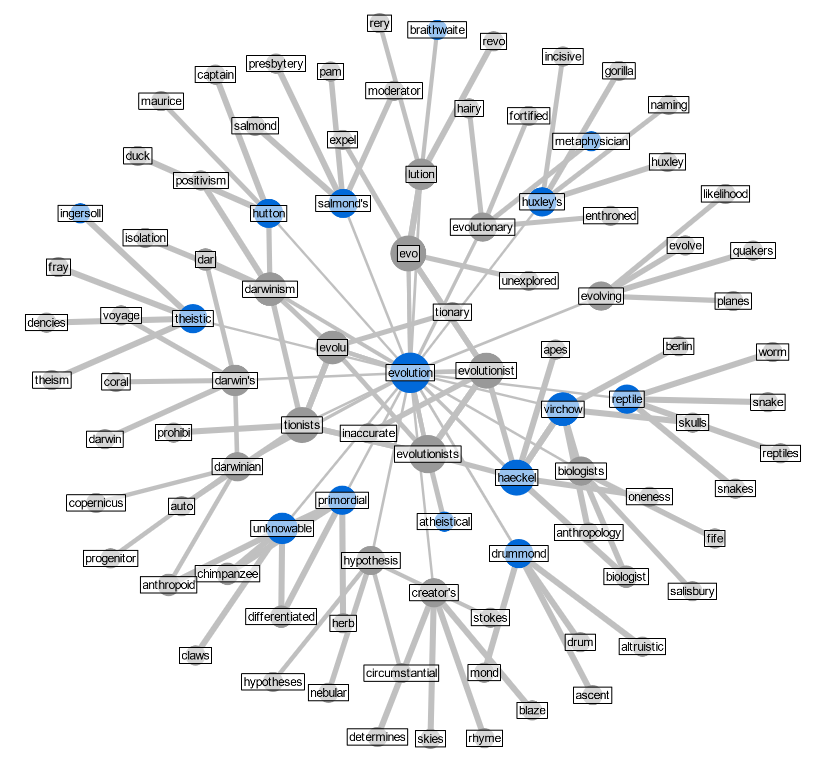 rery
braithwaite
revo
presbytery
incisive
captain
pam
gorilla
moderator
maurice
hairy
naming
fortified
salmond
expel
metaphysician
duck
huxley
positivism
lution
likelihood
ingersoll
hutton
salmond's
huxley's
enthroned
evolutionary
isolation
evolve
dar
evo
quakers
fray
unexplored
darwinism
evolving
planes
voyage
tionary
dencies
theistic
evolu
apes
berlin
worm
theism
coral
darwin's
evolution
evolutionist
reptile
snake
virchow
skulls
darwin
prohibi
tionists
inaccurate
evolutionists
reptiles
darwinian
biologists
haeckel
snakes
copernicus
auto
primordial
oneness
unknowable
atheistical
anthropology
fife
progenitor
hypothesis
drummond
chimpanzee
anthropoid
biologist
salisbury
creator's
differentiated
herb
stokes
drum
altruistic
claws
hypotheses
nebular
circumstantial
mond
ascent
blaze
determines
skies
rhyme